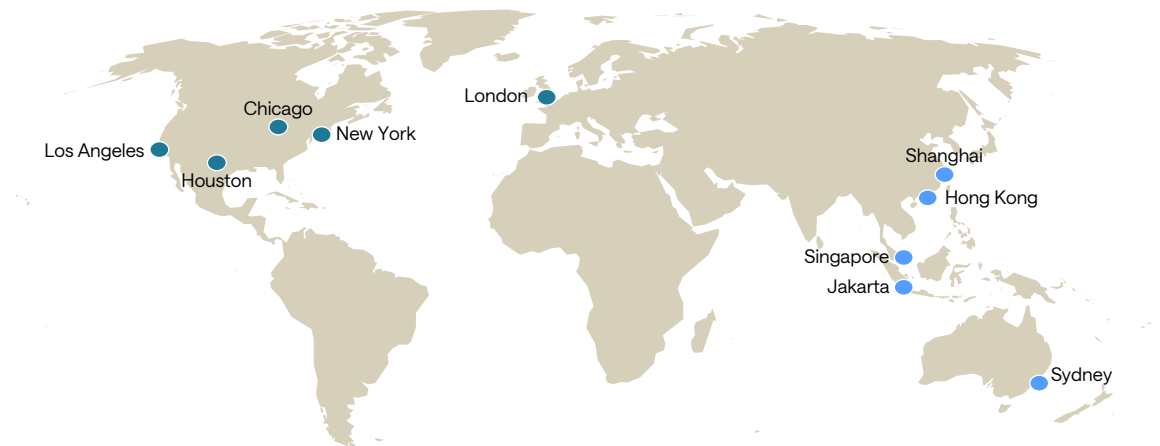 London
Chicago
New York
Los Angeles
Houston
Shanghai
Hong Kong
Singapore
Jakarta
Sydney